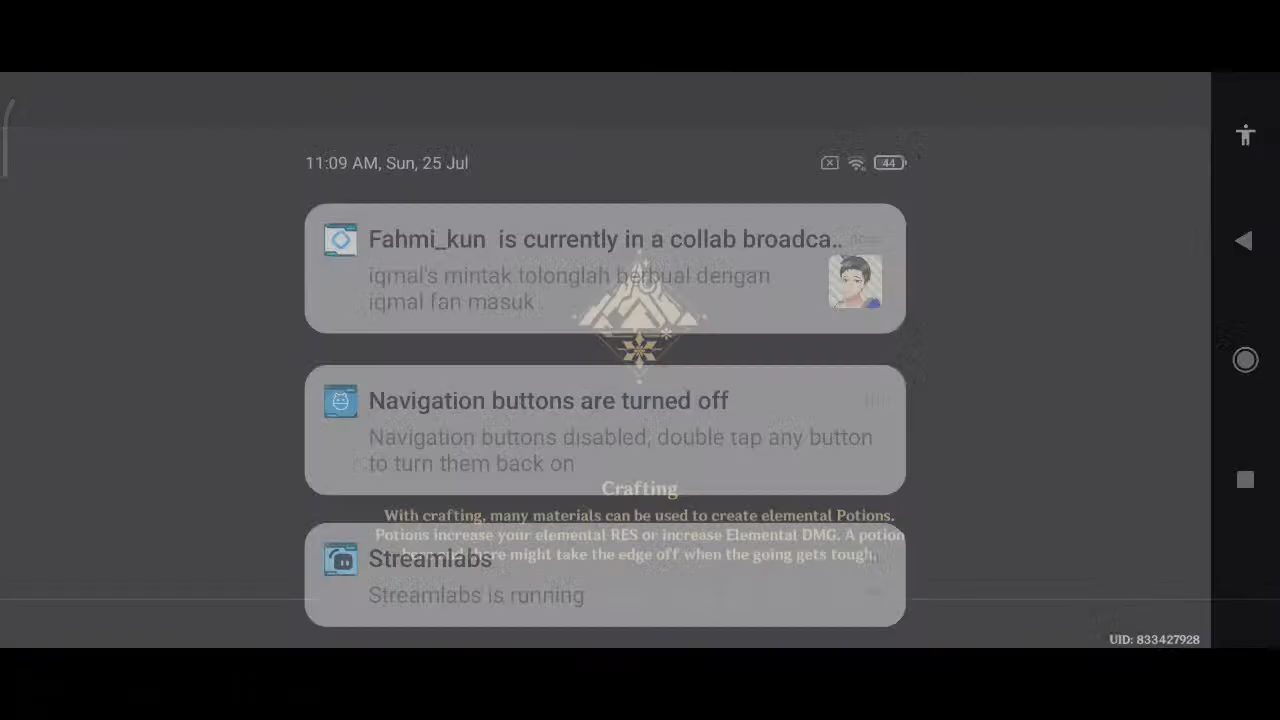 11:09 AM, Sun, 25 Jul
44
Fahmi_kun is currently in a collab broadca..
iqmal's mintak tolonglah berbual dengan
iqmal fan masuk
Navigation buttons are turned off
Navigation buttons disabled, double tap any button
to turn them back on
Crafting
With crafting, many materials can be used to create elemental Potions.
Potions increase your elemental RES or increase Elemental DMG. A potion
here might take the edge off when the going gets tough.
Streamlabs
Streamlabs is running
UID: 833427928